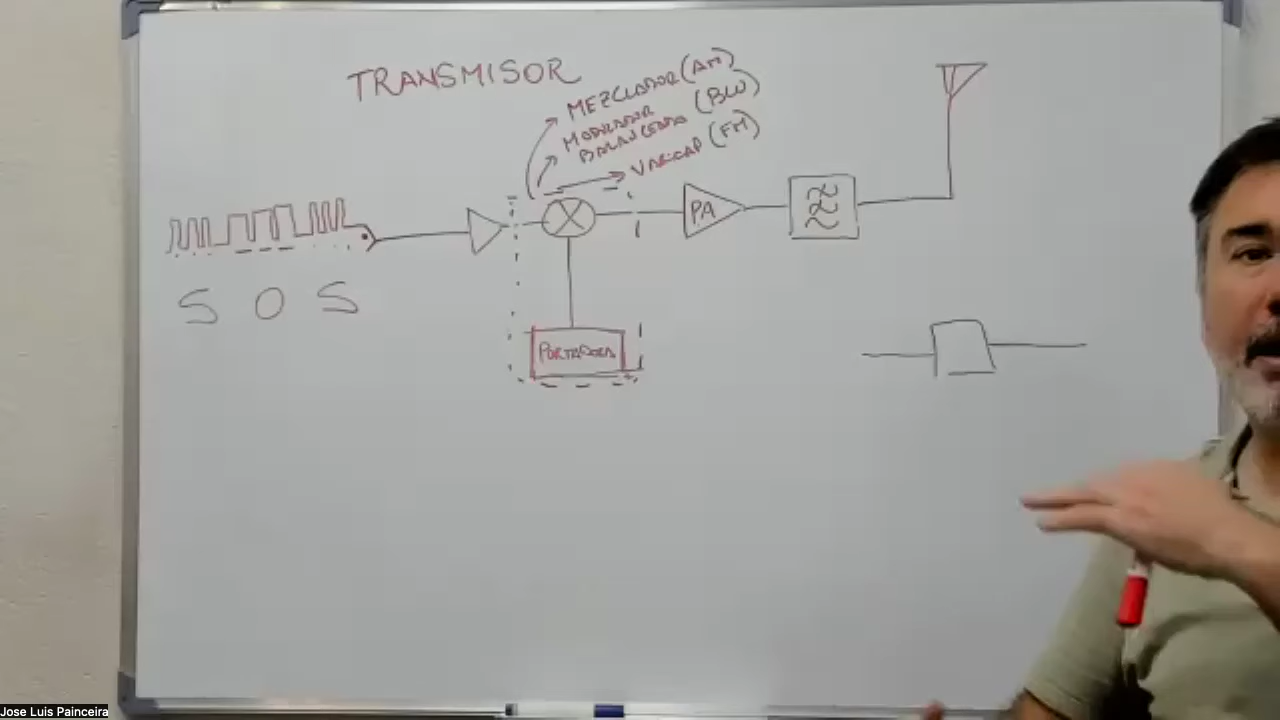 TRANSMISOR
MEZCLADOR (AM)
MODULADOR
BALANCEADO (BLU)
VARICAP (FM)
PA
S O S
PORTADORA
Jose Luis Painceira